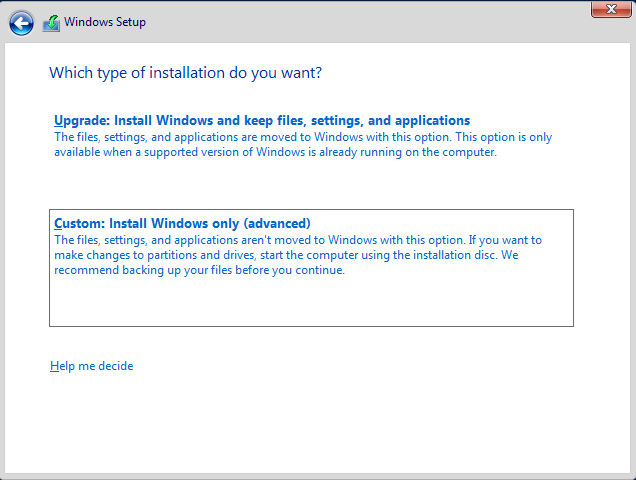 Windows Setup
Which type of installation do you want?
Upgrade: Install Windows and keep files, settings, and applications
The files, settings, and applications are moved to Windows with this option. This option is only
available when a supported version of Windows is already running on the computer.
Custom: Install Windows only (advanced)
The files, settings, and applications aren't moved to Windows with this option. If you want to
make changes to partitions and drives, start the computer using the installation disc. We
recommend backing up your files before you continue.
Help me decide